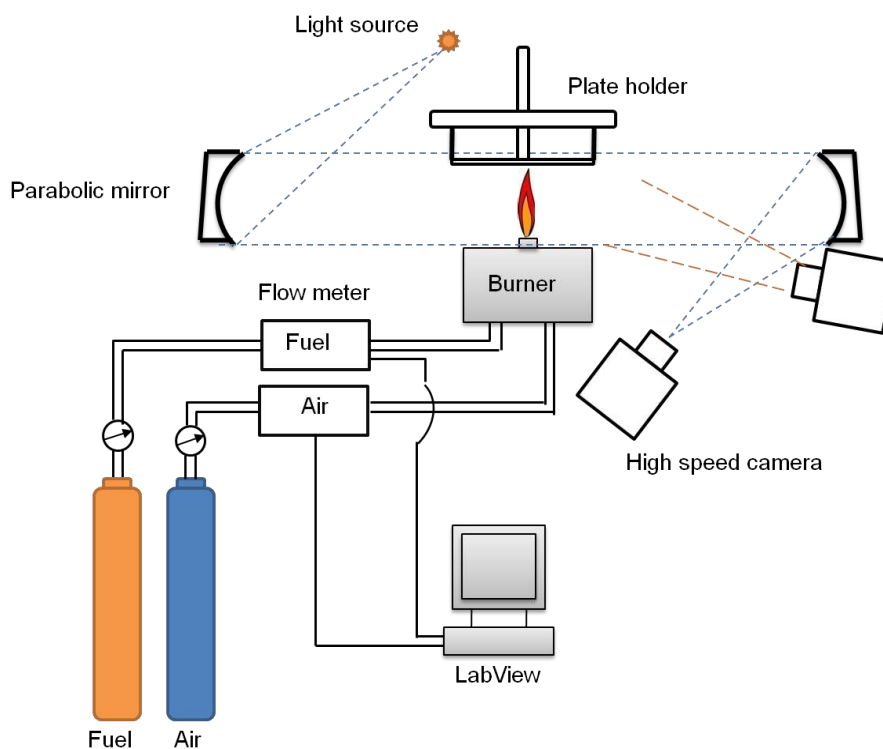 Light source
Plate holder
Parabolic mirror
Burner
Flow meter
Fuel
Air
High speed camera
LabView
Fuel
Air